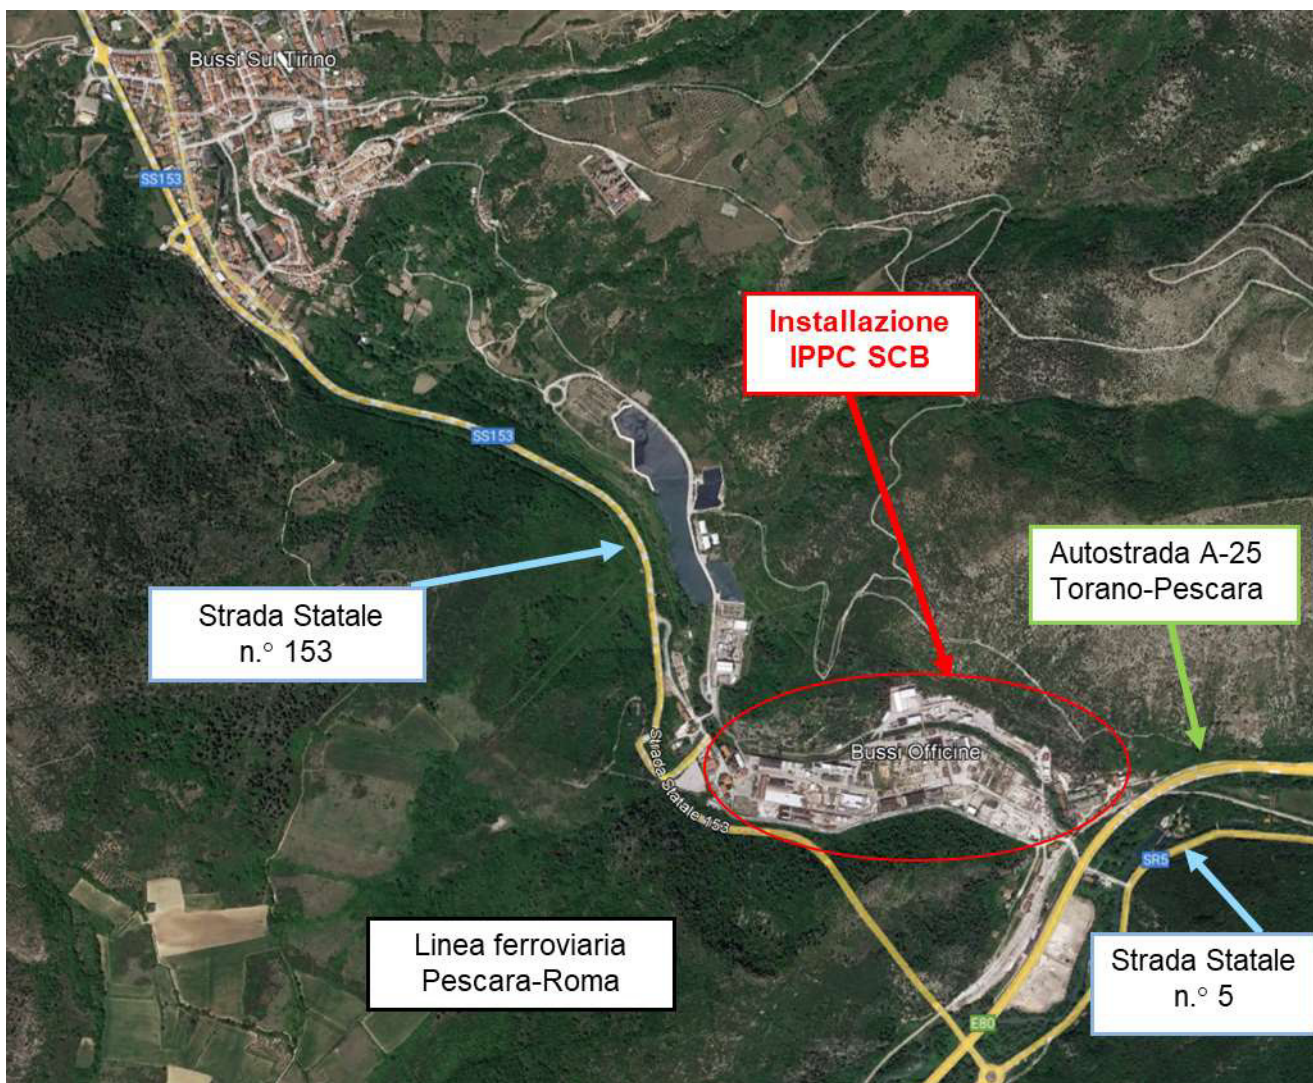 Bussi Sul Tirino
SS153
Installazione
IPPC SCB
SS153
Autostrada A-25
Torano-Pescara
Strada Statale
n.° 153
Bussi Officine
Strada Statale 153
SR5
Linea ferroviaria
Pescara-Roma
Strada Statale
n.° 5
E80